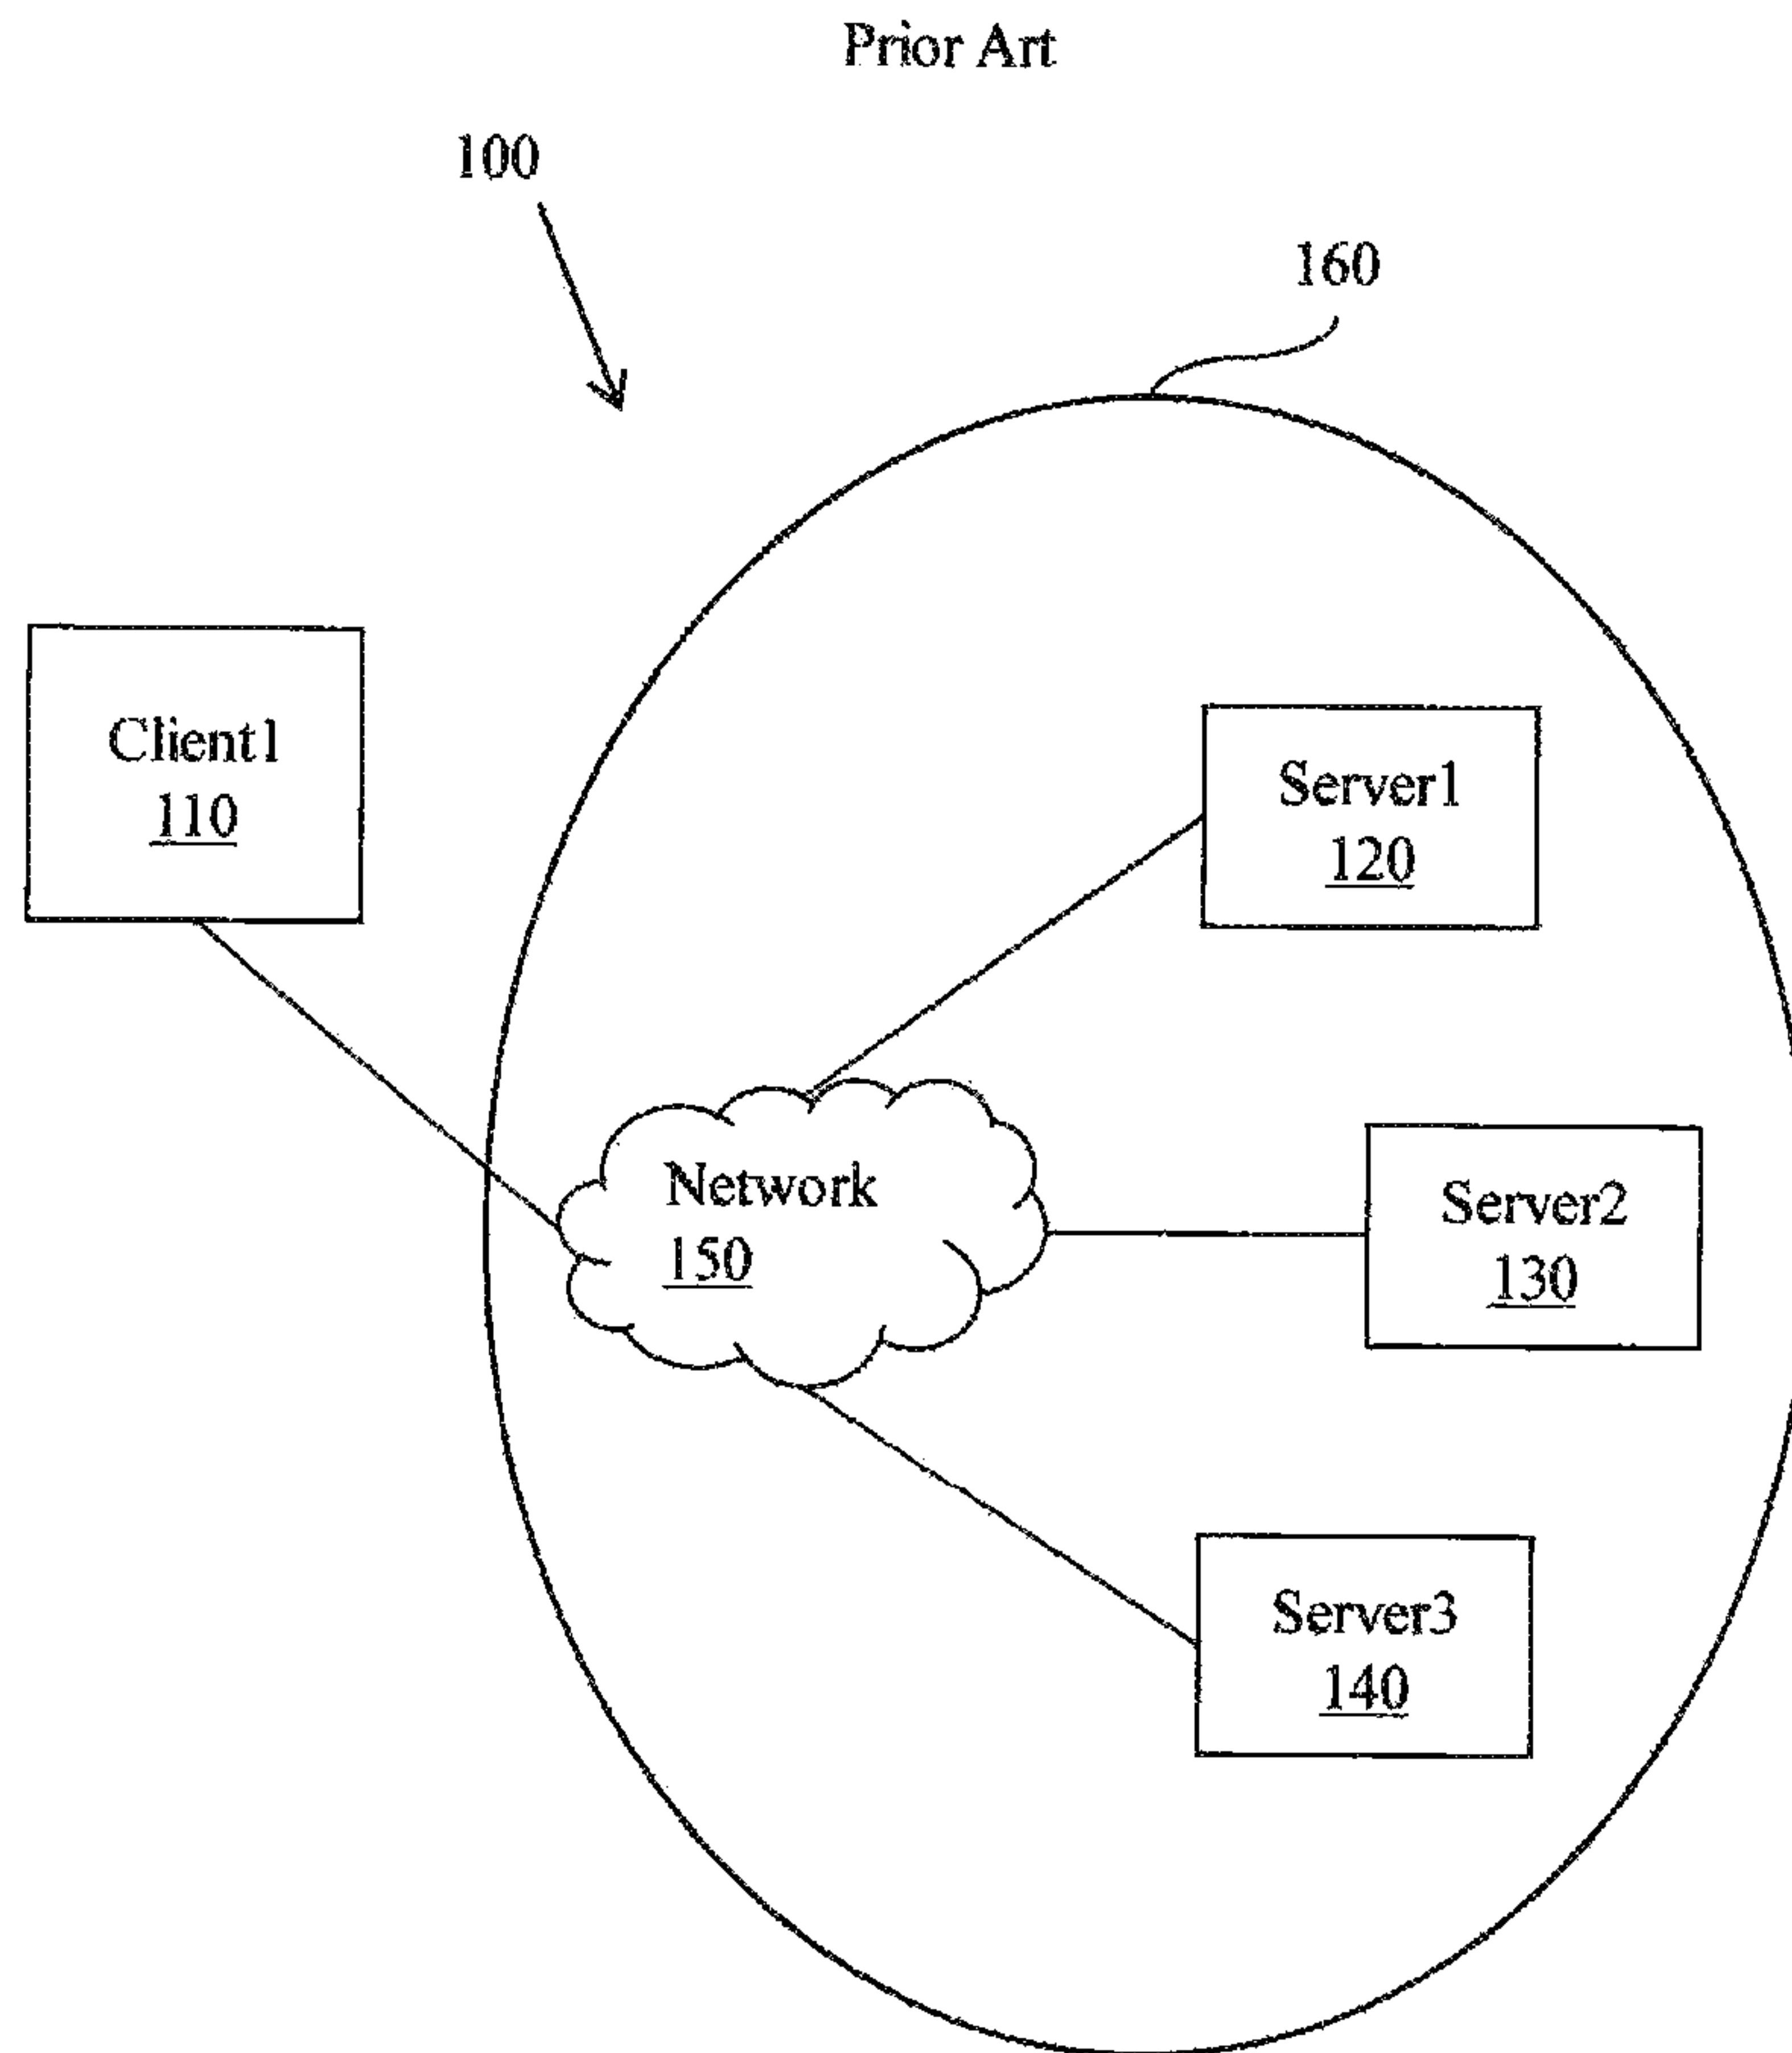 Prior Art
100
160
Client1
110
Server1
120
Network
150
Server2
130
Server3
140